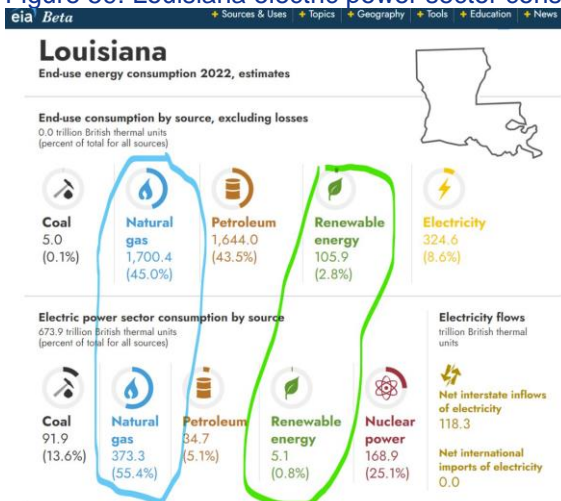 Figure 30: Louisiana electric power sector cons
eia Beta + Sources & Uses + Topics + Geography + Tools + Education + News
Louisiana
End-use energy consumption 2022, estimates
End-use consumption by source, excluding losses
0.0 trillion British thermal units
(percent of total for all sources)
Coal
5.0
(0.1%)
Natural
gas
1,700.4
(45.0%)
Petroleum
1,644.0
(43.5%)
Renewable
energy
105.9
(2.8%)
Electricity
324.6
(8.6%)
Electric power sector consumption by source
673.9 trillion British thermal units
(percent of total for all sources)
Coal
91.9
(13.6%)
Natural
gas
373.3
(55.4%)
Petroleum
34.7
(5.1%)
Renewable
energy
5.1
(0.8%)
Nuclear
power
168.9
(25.1%)
Electricity flows
trillion British thermal
units
Net interstate inflows
of electricity
118.3
Net international
imports of electricity
0.0